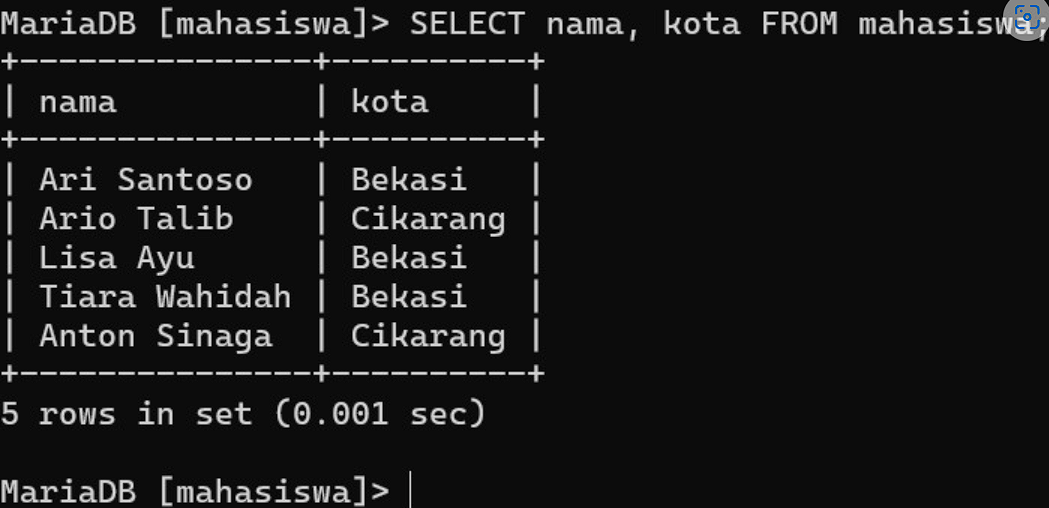 MariaDB [mahasiswa]> SELECT nama, kota FROM mahasiswa;
+---------------+----------+
| nama          | kota     |
+---------------+----------+
| Ari Santoso   | Bekasi   |
| Ario Talib    | Cikarang |
| Lisa Ayu      | Bekasi   |
| Tiara Wahidah | Bekasi   |
| Anton Sinaga  | Cikarang |
+---------------+----------+
5 rows in set (0.001 sec)
MariaDB [mahasiswa]>